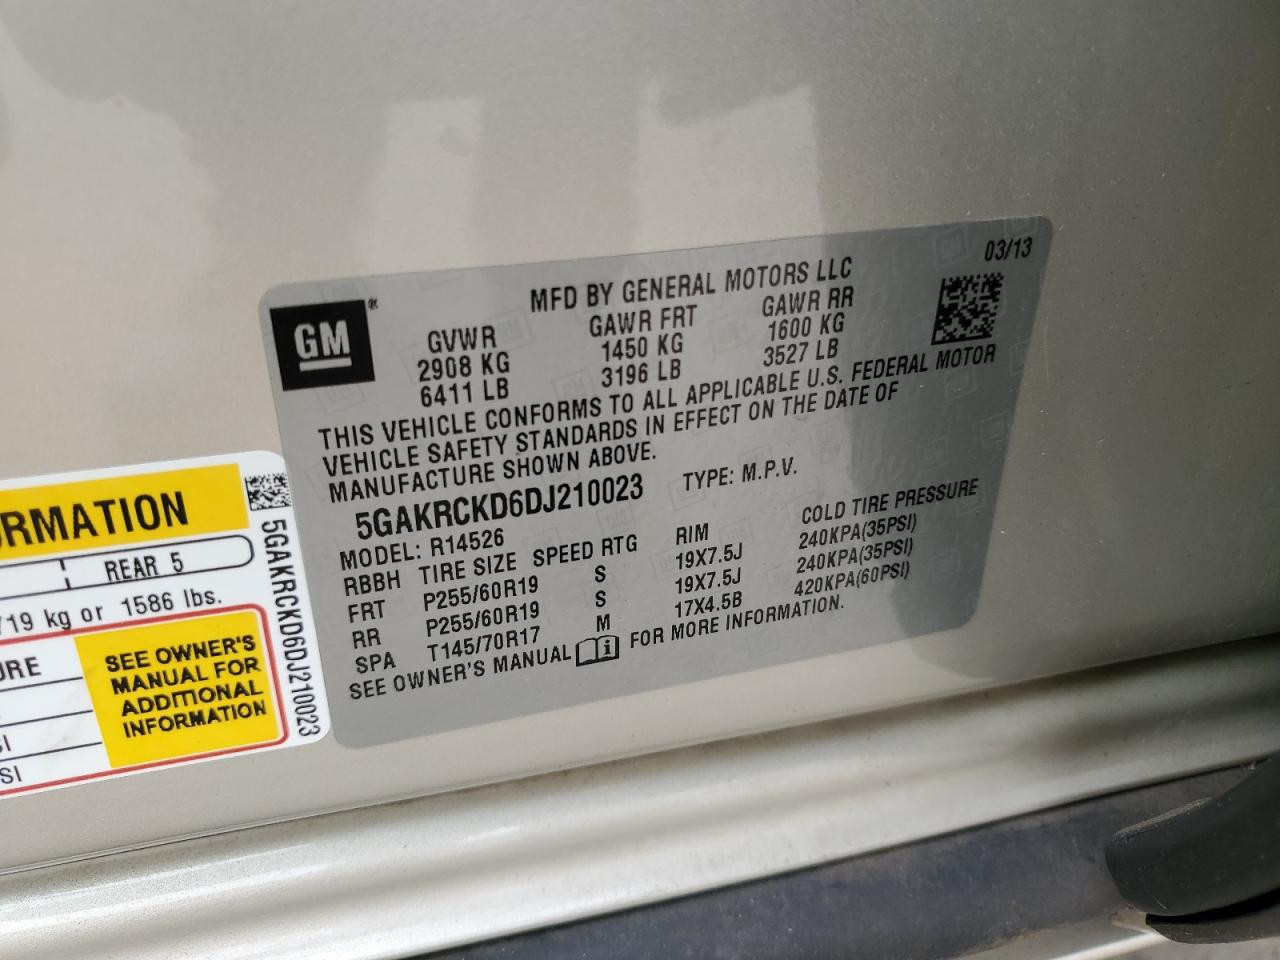 03/13
GM ®
MFD BY GENERAL MOTORS LLC
GVWR GAWR FRT GAWR RR
2908 KG 1450 KG 1600 KG
6411 LB 3196 LB 3527 LB
THIS VEHICLE CONFORMS TO ALL APPLICABLE U.S. FEDERAL MOTOR
VEHICLE SAFETY STANDARDS IN EFFECT ON THE DATE OF
MANUFACTURE SHOWN ABOVE.
5GAKRCKD6DJ210023 TYPE: M.P.V.
MODEL: R14526
RBBH TIRE SIZE SPEED RTG RIM COLD TIRE PRESSURE
FRT P255/60R19 S 19X7.5J 240KPA(35PSI)
RR P255/60R19 S 19X7.5J 240KPA(35PSI)
SPA T145/70R17 M 17X4.5B 420KPA(60PSI)
SEE OWNER'S MANUAL i FOR MORE INFORMATION.
RMATION
REAR 5
719 kg or 1586 lbs.
URE
SI
SI
SEE OWNER'S
MANUAL FOR
ADDITIONAL
INFORMATION
5GAKRCKD6DJ210023